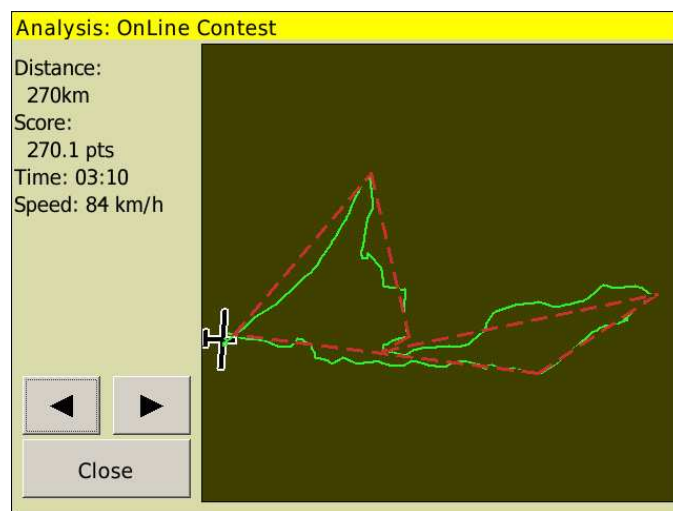 Analysis: OnLine Contest
Distance:
270km
Score:
270.1 pts
Time: 03:10
Speed: 84 km/h
Close